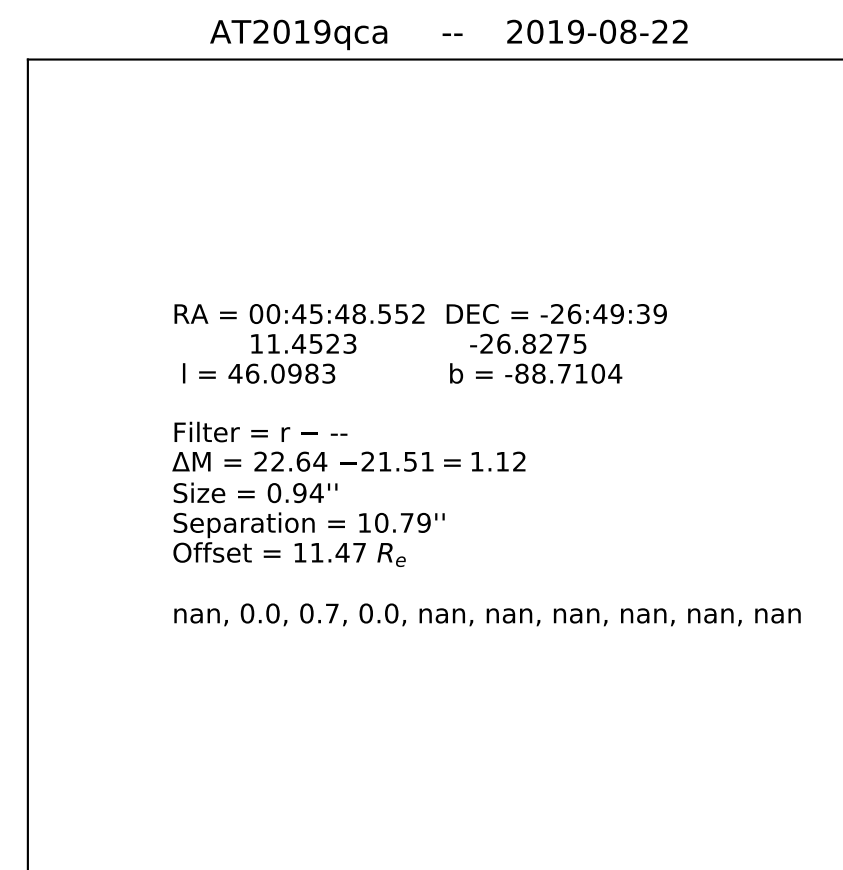 AT2019qca -- 2019-08-22
RA = 00:45:48.552 DEC = -26:49:39
11.4523 -26.8275
l = 46.0983 b = -88.7104
Filter = r − --
ΔM = 22.64 −21.51 = 1.12
Size = 0.94''
Separation = 10.79''
Offset = 11.47 Re
nan, 0.0, 0.7, 0.0, nan, nan, nan, nan, nan, nan